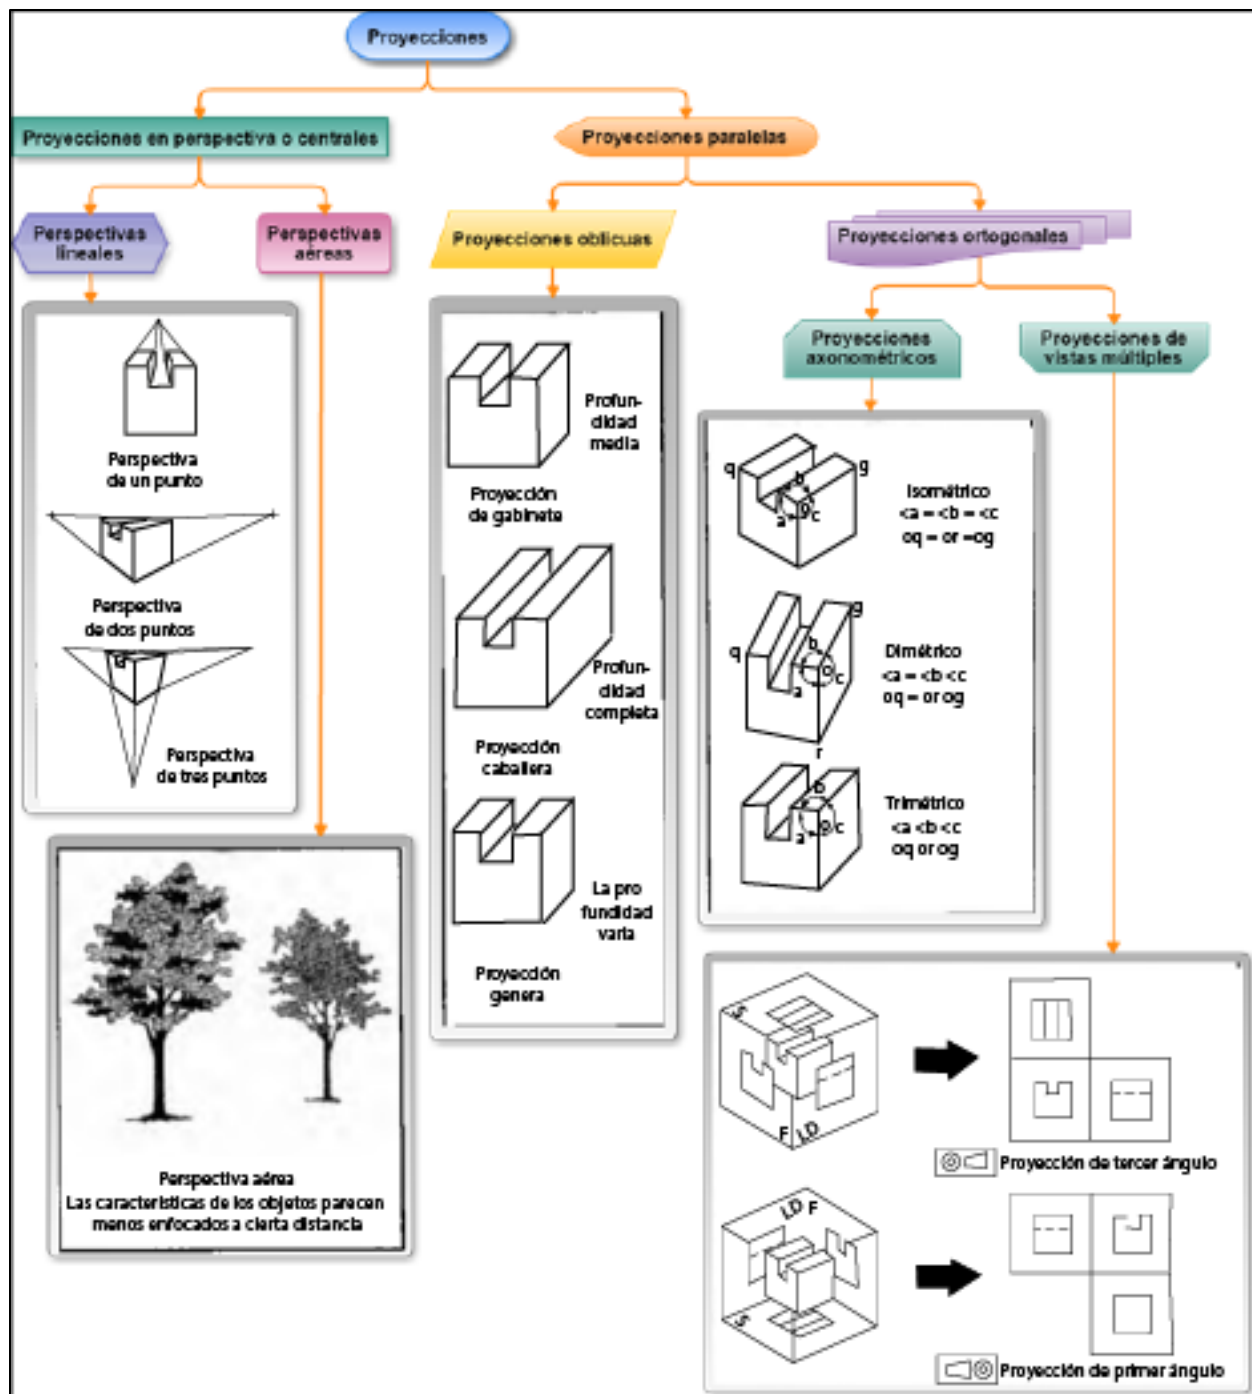 Proyecciones
Proyecciones en perspectiva o centrales
Proyecciones paralelas
Perspectivas
lineales
Perspectivas
aéreas
Proyecciones oblicuas
Proyecciones ortogonales
Proyecciones
axonométricos
Proyecciones de
vistas múltiples
Perspectiva
de un punto
Perspectiva
de dos puntos
Perspectiva
de tres puntos
Perspectiva aérea
Las características de los objetos parecen
menos enfocados a cierta distancia
Profun-
didad
media
Proyección
de gabinete
Profun-
didad
completa
Proyección
caballera
La pro
fundidad
varia
Proyección
genera
q
g
b
o
a
c
Isométrico
<a = <b = <c
oq = or =og
g
q
b
o
c
a
r
Dimétrico
<a = <b <c
oq = or og
b
o
c
a
Trimétrico
<a <b <c
oq or og
S
F
LD
Proyección de tercer ángulo
LD
F
S
Proyección de primer ángulo